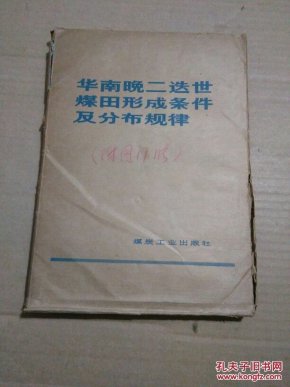 华南晚二迭世
煤田形成条件
及分布规律
煤炭工业出版社
孔夫子旧书网